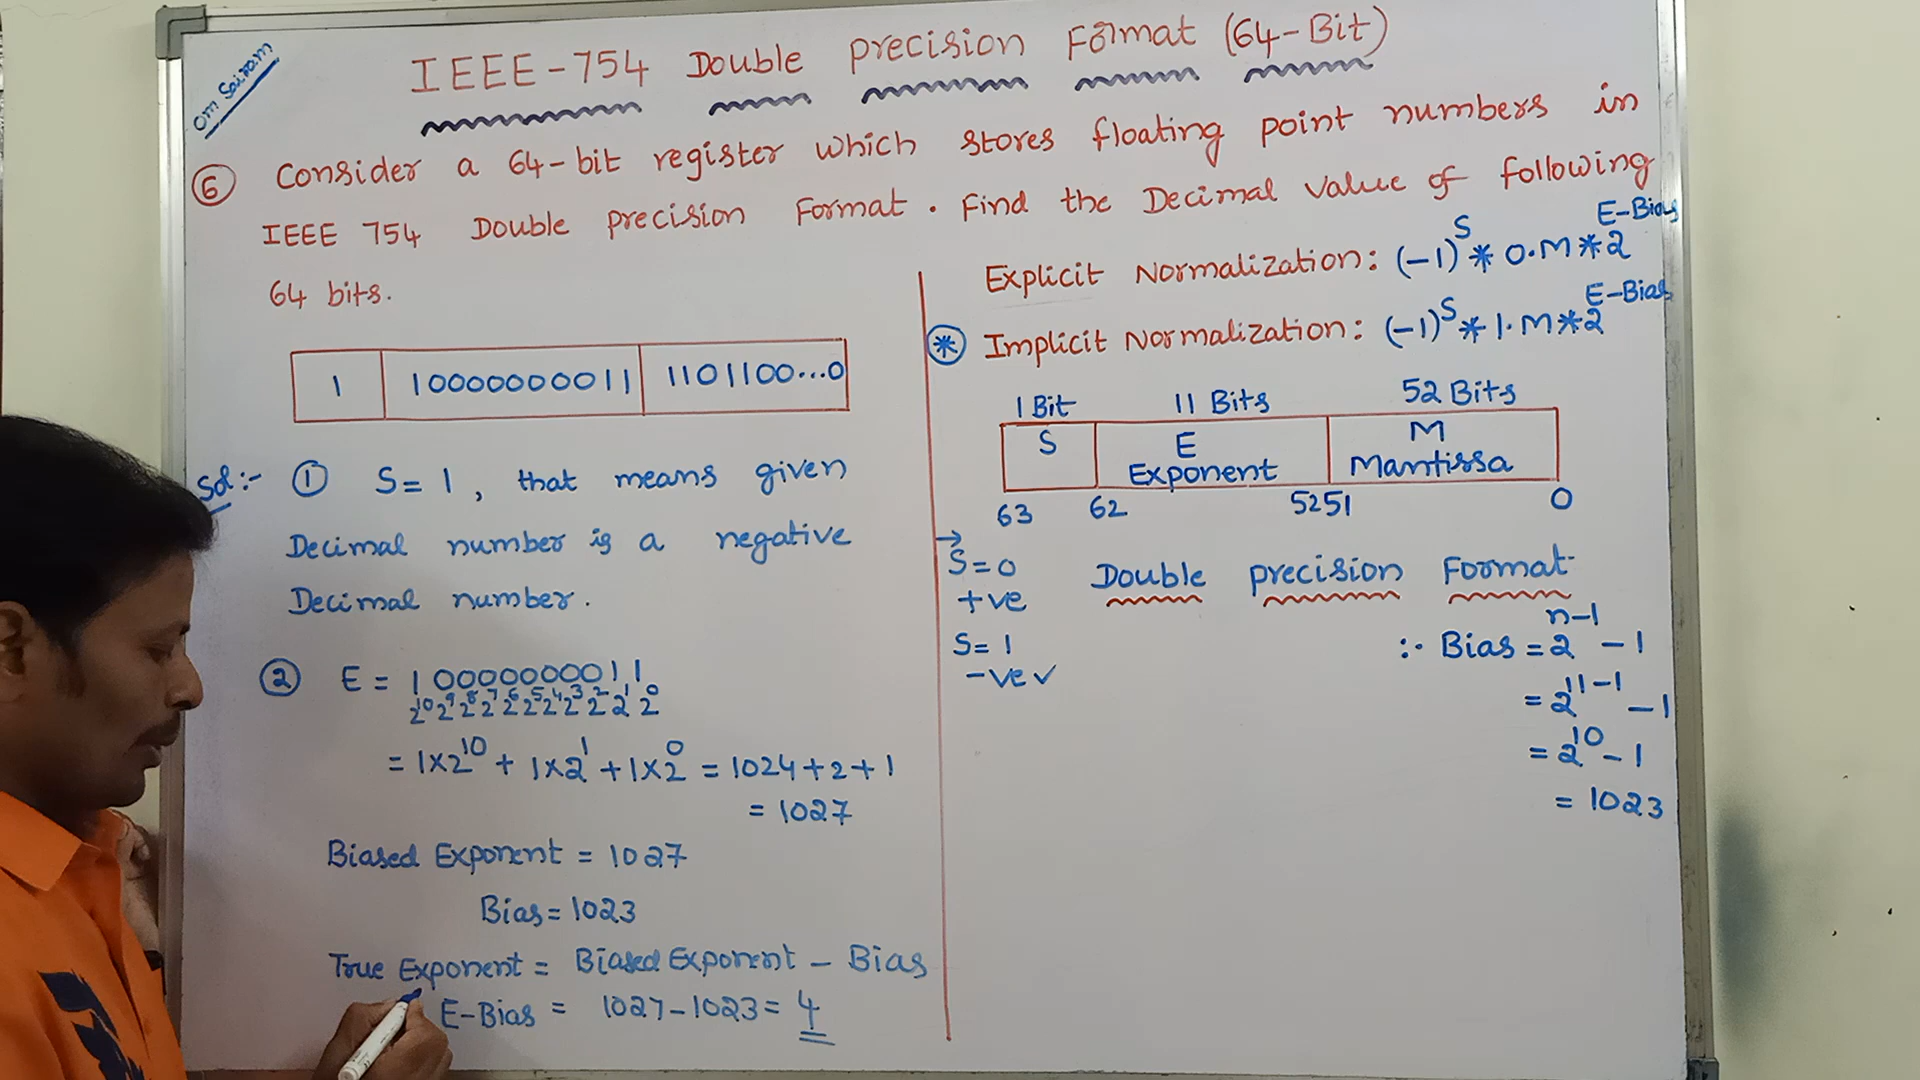 Om Sairam
IEEE-754 Double precision Format (64-Bit)
6 Consider a 64-bit register which stores floating point numbers in
IEEE 754 Double precision Format. Find the Decimal value of following
64 bits.
1 10000000011 1101100...0
Sol:- 1 S=1, that means given
Decimal number is a negative
Decimal number.
2 E = 10000000011
2^10 2^9 2^8 2^7 2^6 2^5 2^4 2^3 2^2 2^1 2^0
= 1×2^10 + 1×2^1 + 1×2^0 = 1024+2+1
= 1027
Biased Exponent = 1027
Bias = 1023
True Exponent = Biased Exponent - Bias
E-Bias = 1027-1023 = 4
Explicit Normalization: (-1)^S * 0.M * 2^E-Bias
* Implicit Normalization: (-1)^S * 1.M * 2^E-Bias
1 Bit 11 Bits 52 Bits
S E M
Exponent Mantissa
63 62 52 51 0
→
S=0
+ve
S=1
-ve ✓
Double precision Format
∴ Bias = 2^n-1 - 1
= 2^11-1 - 1
= 2^10 - 1
= 1023